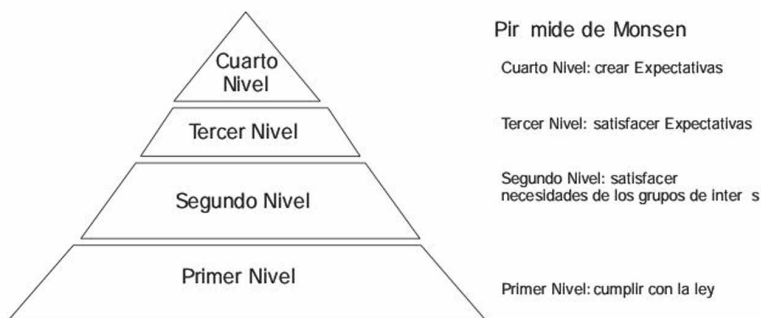 Pir mide de Monsen
Cuarto
Nivel
Cuarto Nivel: crear Expectativas
Tercer Nivel
Tercer Nivel: satisfacer Expectativas
Segundo Nivel
Segundo Nivel: satisfacer
necesidades de los grupos de inter s
Primer Nivel
Primer Nivel: cumplir con la ley